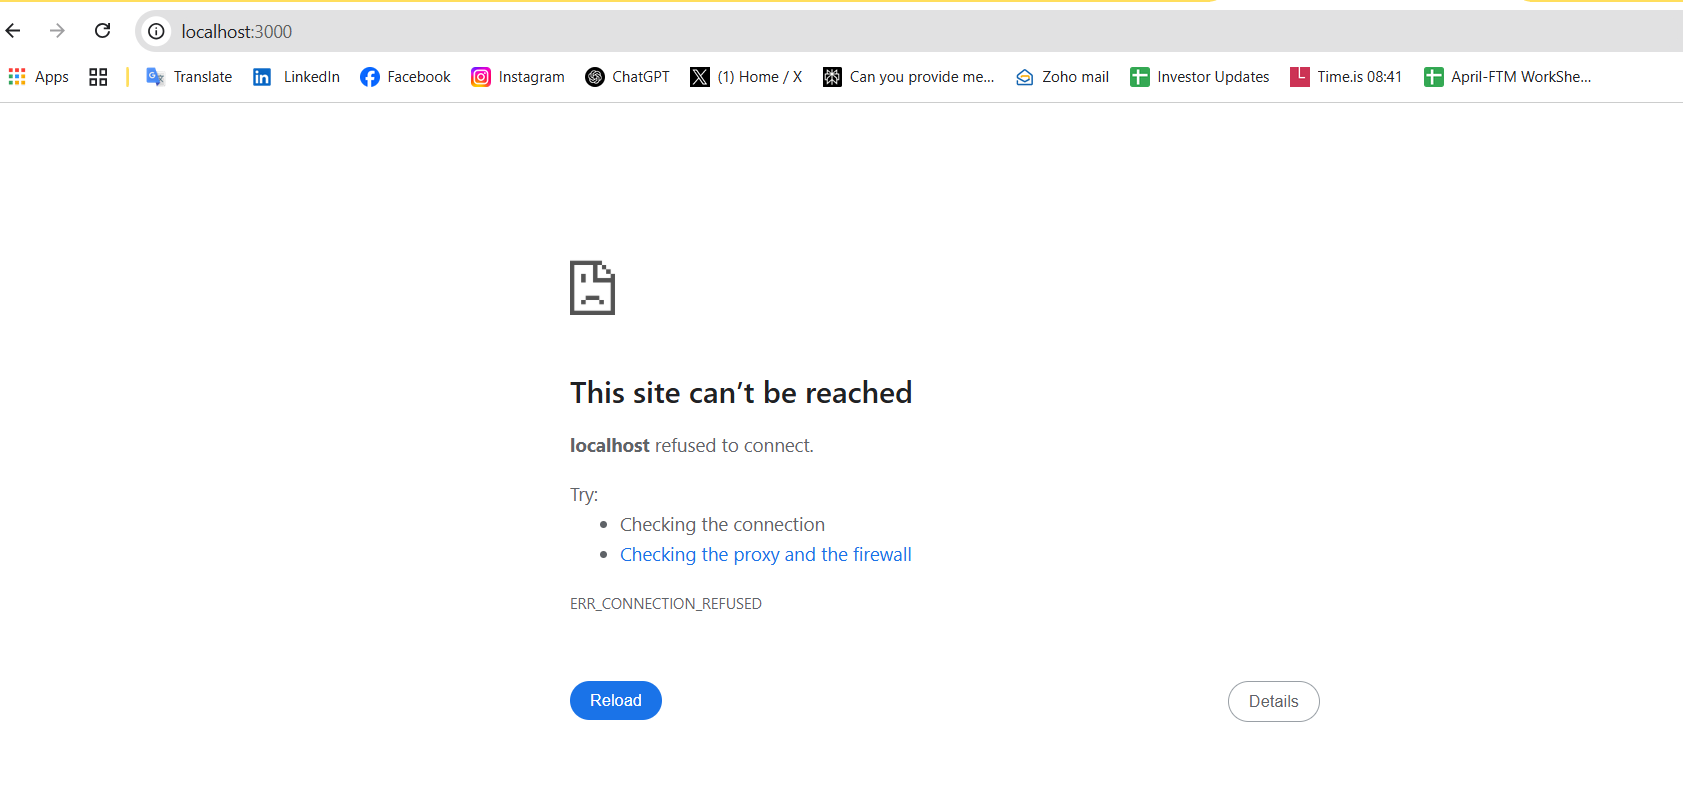 localhost:3000
Apps Translate LinkedIn Facebook Instagram ChatGPT (1) Home / X Can you provide me... Zoho mail Investor Updates Time.is 08:41 April-FTM WorkShe...
This site can’t be reached
localhost refused to connect.
Try:
Checking the connection
Checking the proxy and the firewall
ERR_CONNECTION_REFUSED
Reload Details